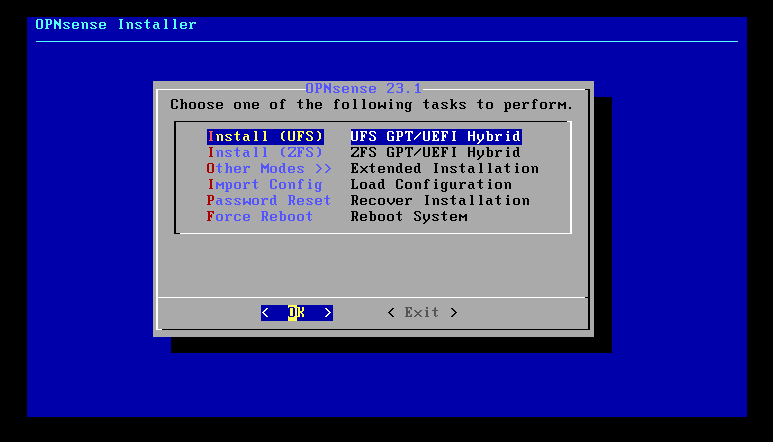 OPNsense Installer
OPNsense 23.1
Choose one of the following tasks to perform.
Install (UFS) UFS GPT/UEFI Hybrid
Install (ZFS) ZFS GPT/UEFI Hybrid
Other Modes >> Extended Installation
Import Config Load Configuration
Password Reset Recover Installation
Force Reboot Reboot System
< OK > < Exit >